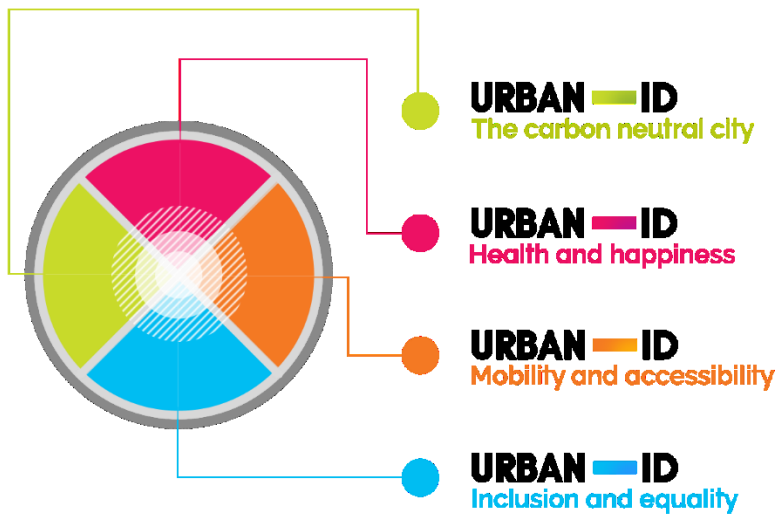 URBAN — ID
The carbon neutral city
URBAN — ID
Health and happiness
URBAN — ID
Mobility and accessibility
URBAN — ID
Inclusion and equality